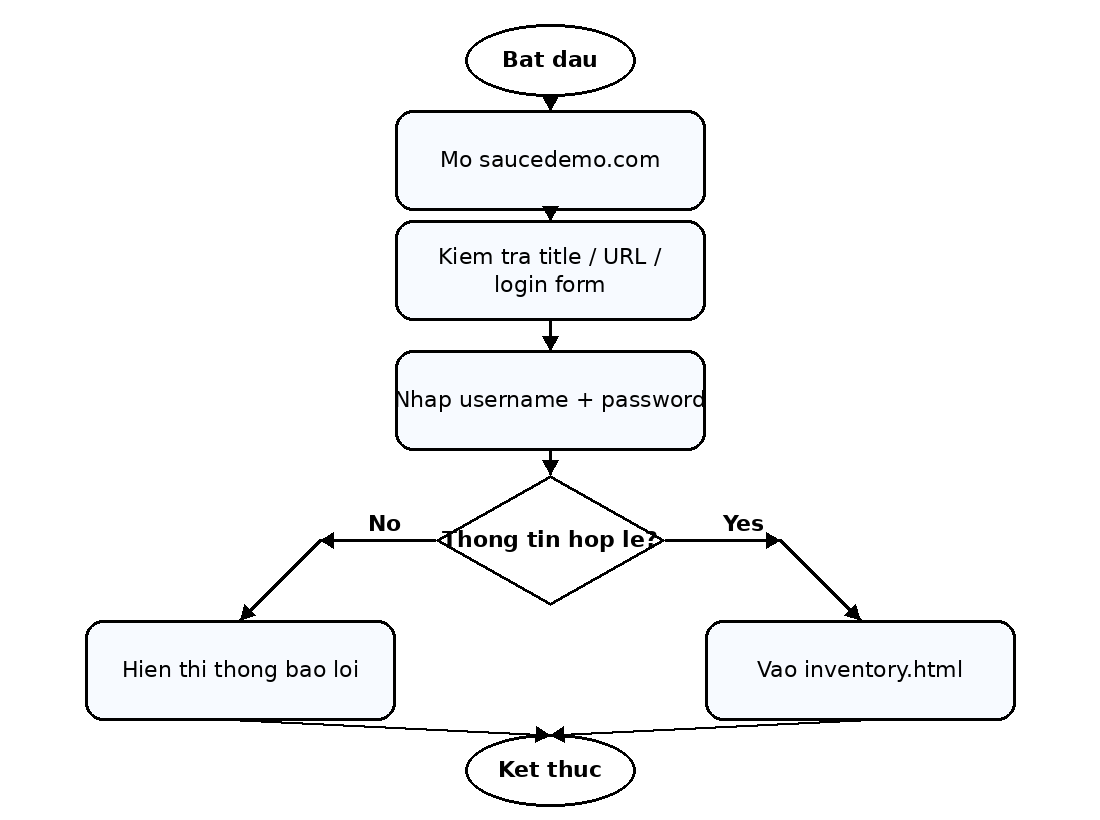 Bat dau
Mo saucedemo.com
Kiem tra title / URL /
login form
Nhap username + password
Thong tin hop le?
No
Yes
Hien thi thong bao loi
Vao inventory.html
Ket thuc